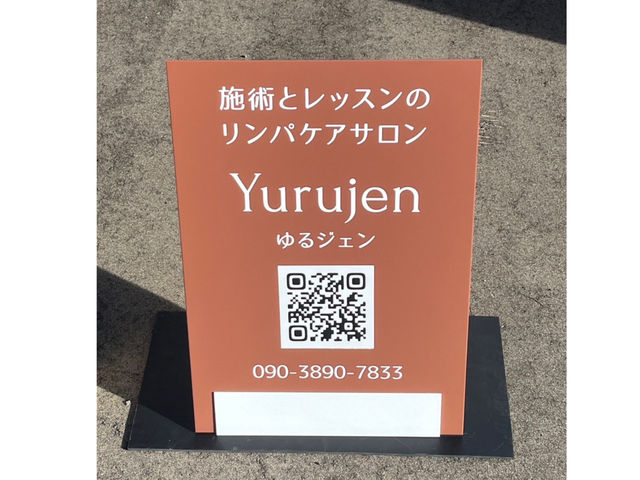 施術とレッスンの
リンパケアサロン
Yurujen
ゆるジェン
090-3890-7833